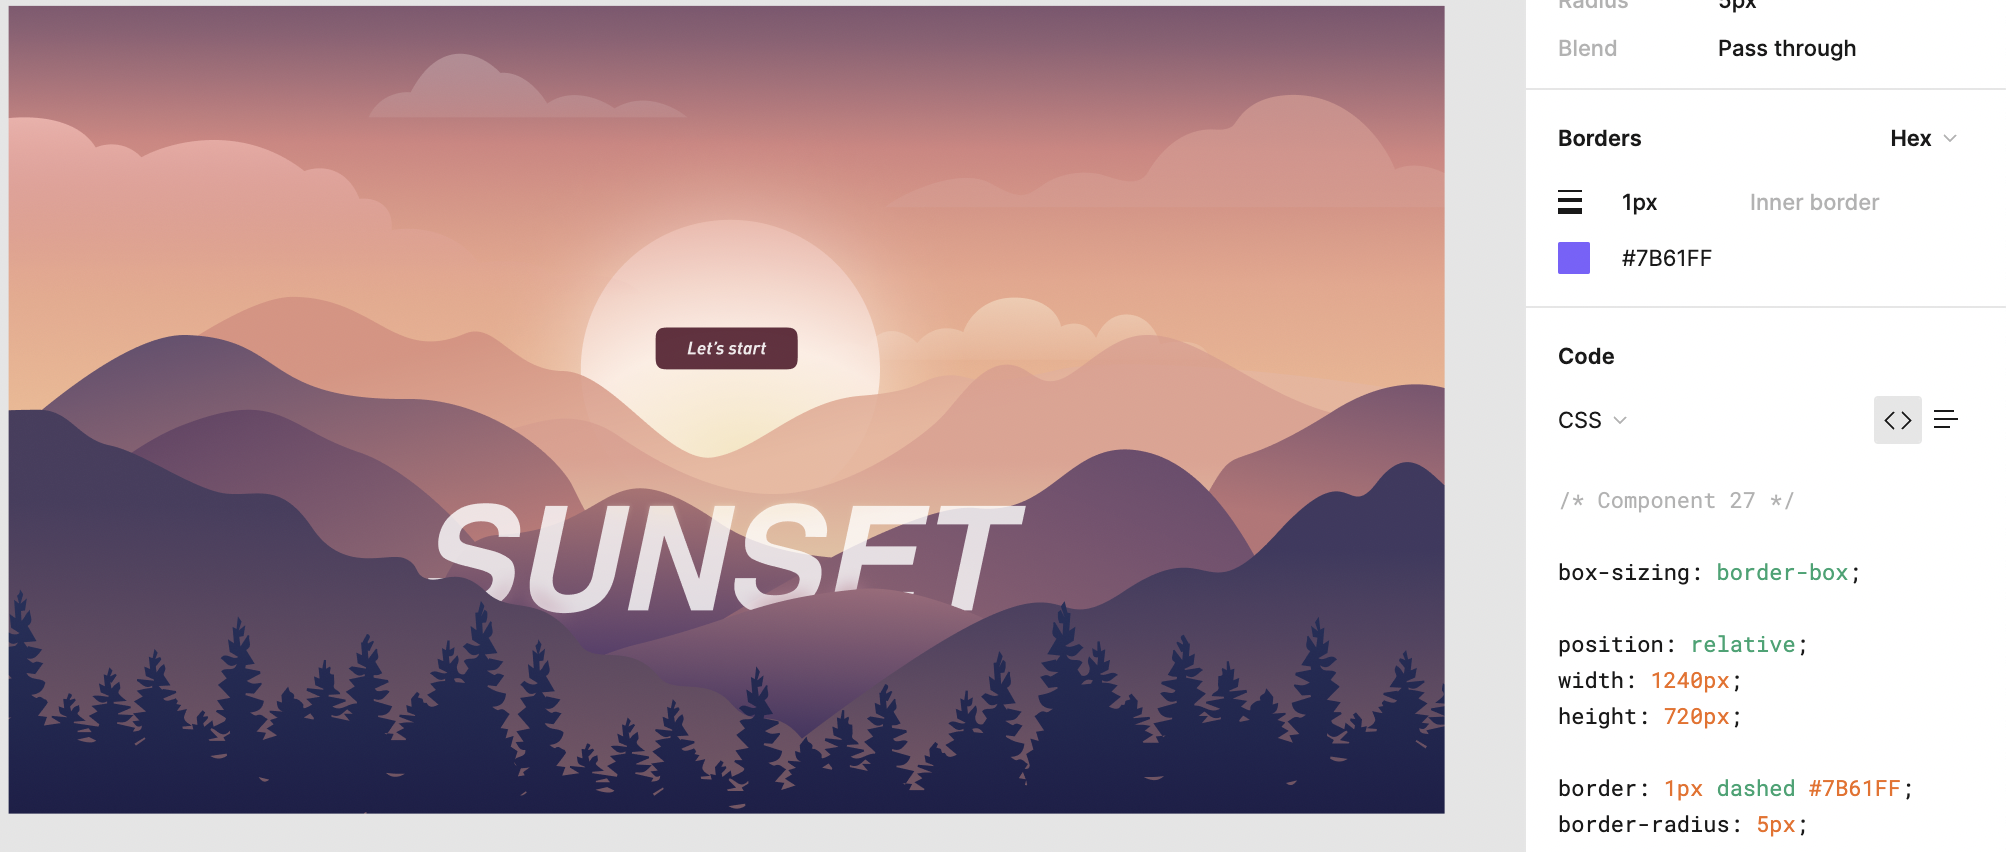 Let's start
SUNSET
Radius 5px
Blend Pass through
Borders Hex
1px Inner border
#7B61FF
Code
CSS
/* Component 27 */
box-sizing: border-box;
position: relative;
width: 1240px;
height: 720px;
border: 1px dashed #7B61FF;
border-radius: 5px;